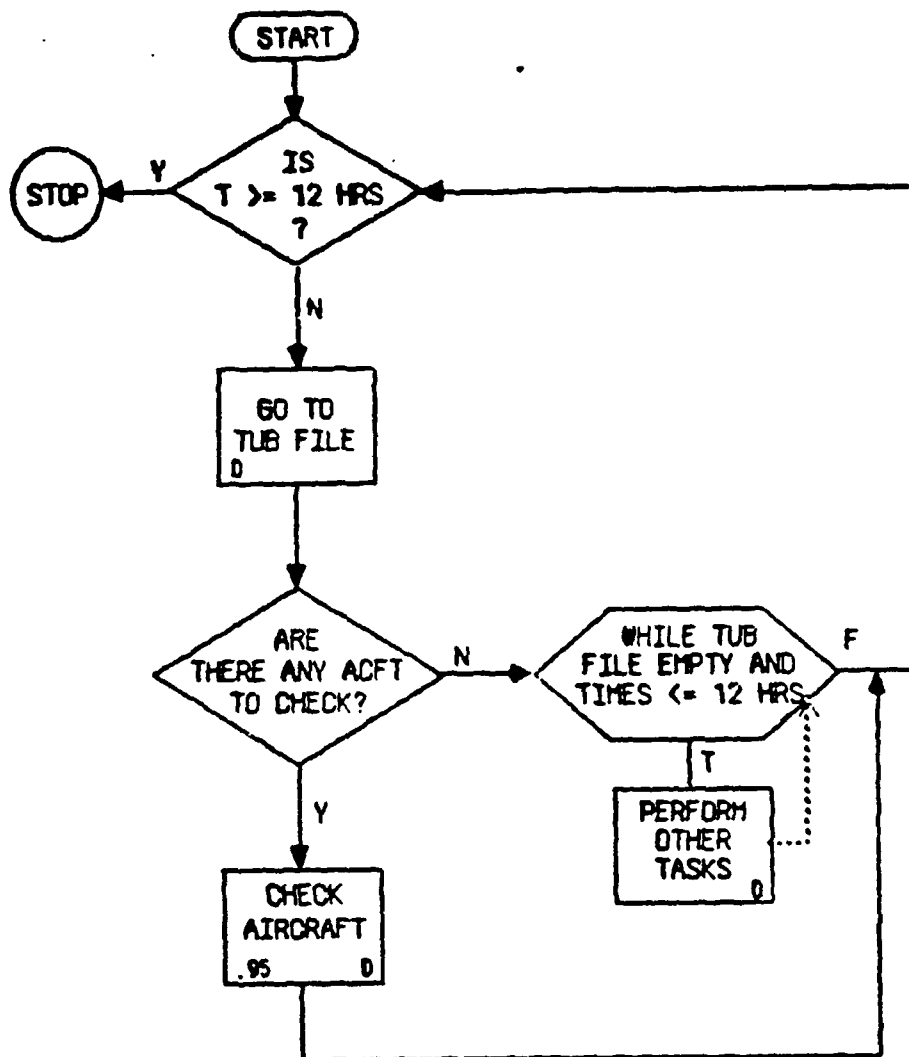 START
IS
T >= 12 HRS
?
Y
STOP
N
GO TO
TUB FILE
D
ARE
THERE ANY ACFT
TO CHECK?
N
WHILE TUB
FILE EMPTY AND
TIMES <= 12 HRS
F
T
PERFORM
OTHER
TASKS
D
Y
CHECK
AIRCRAFT
.95 D